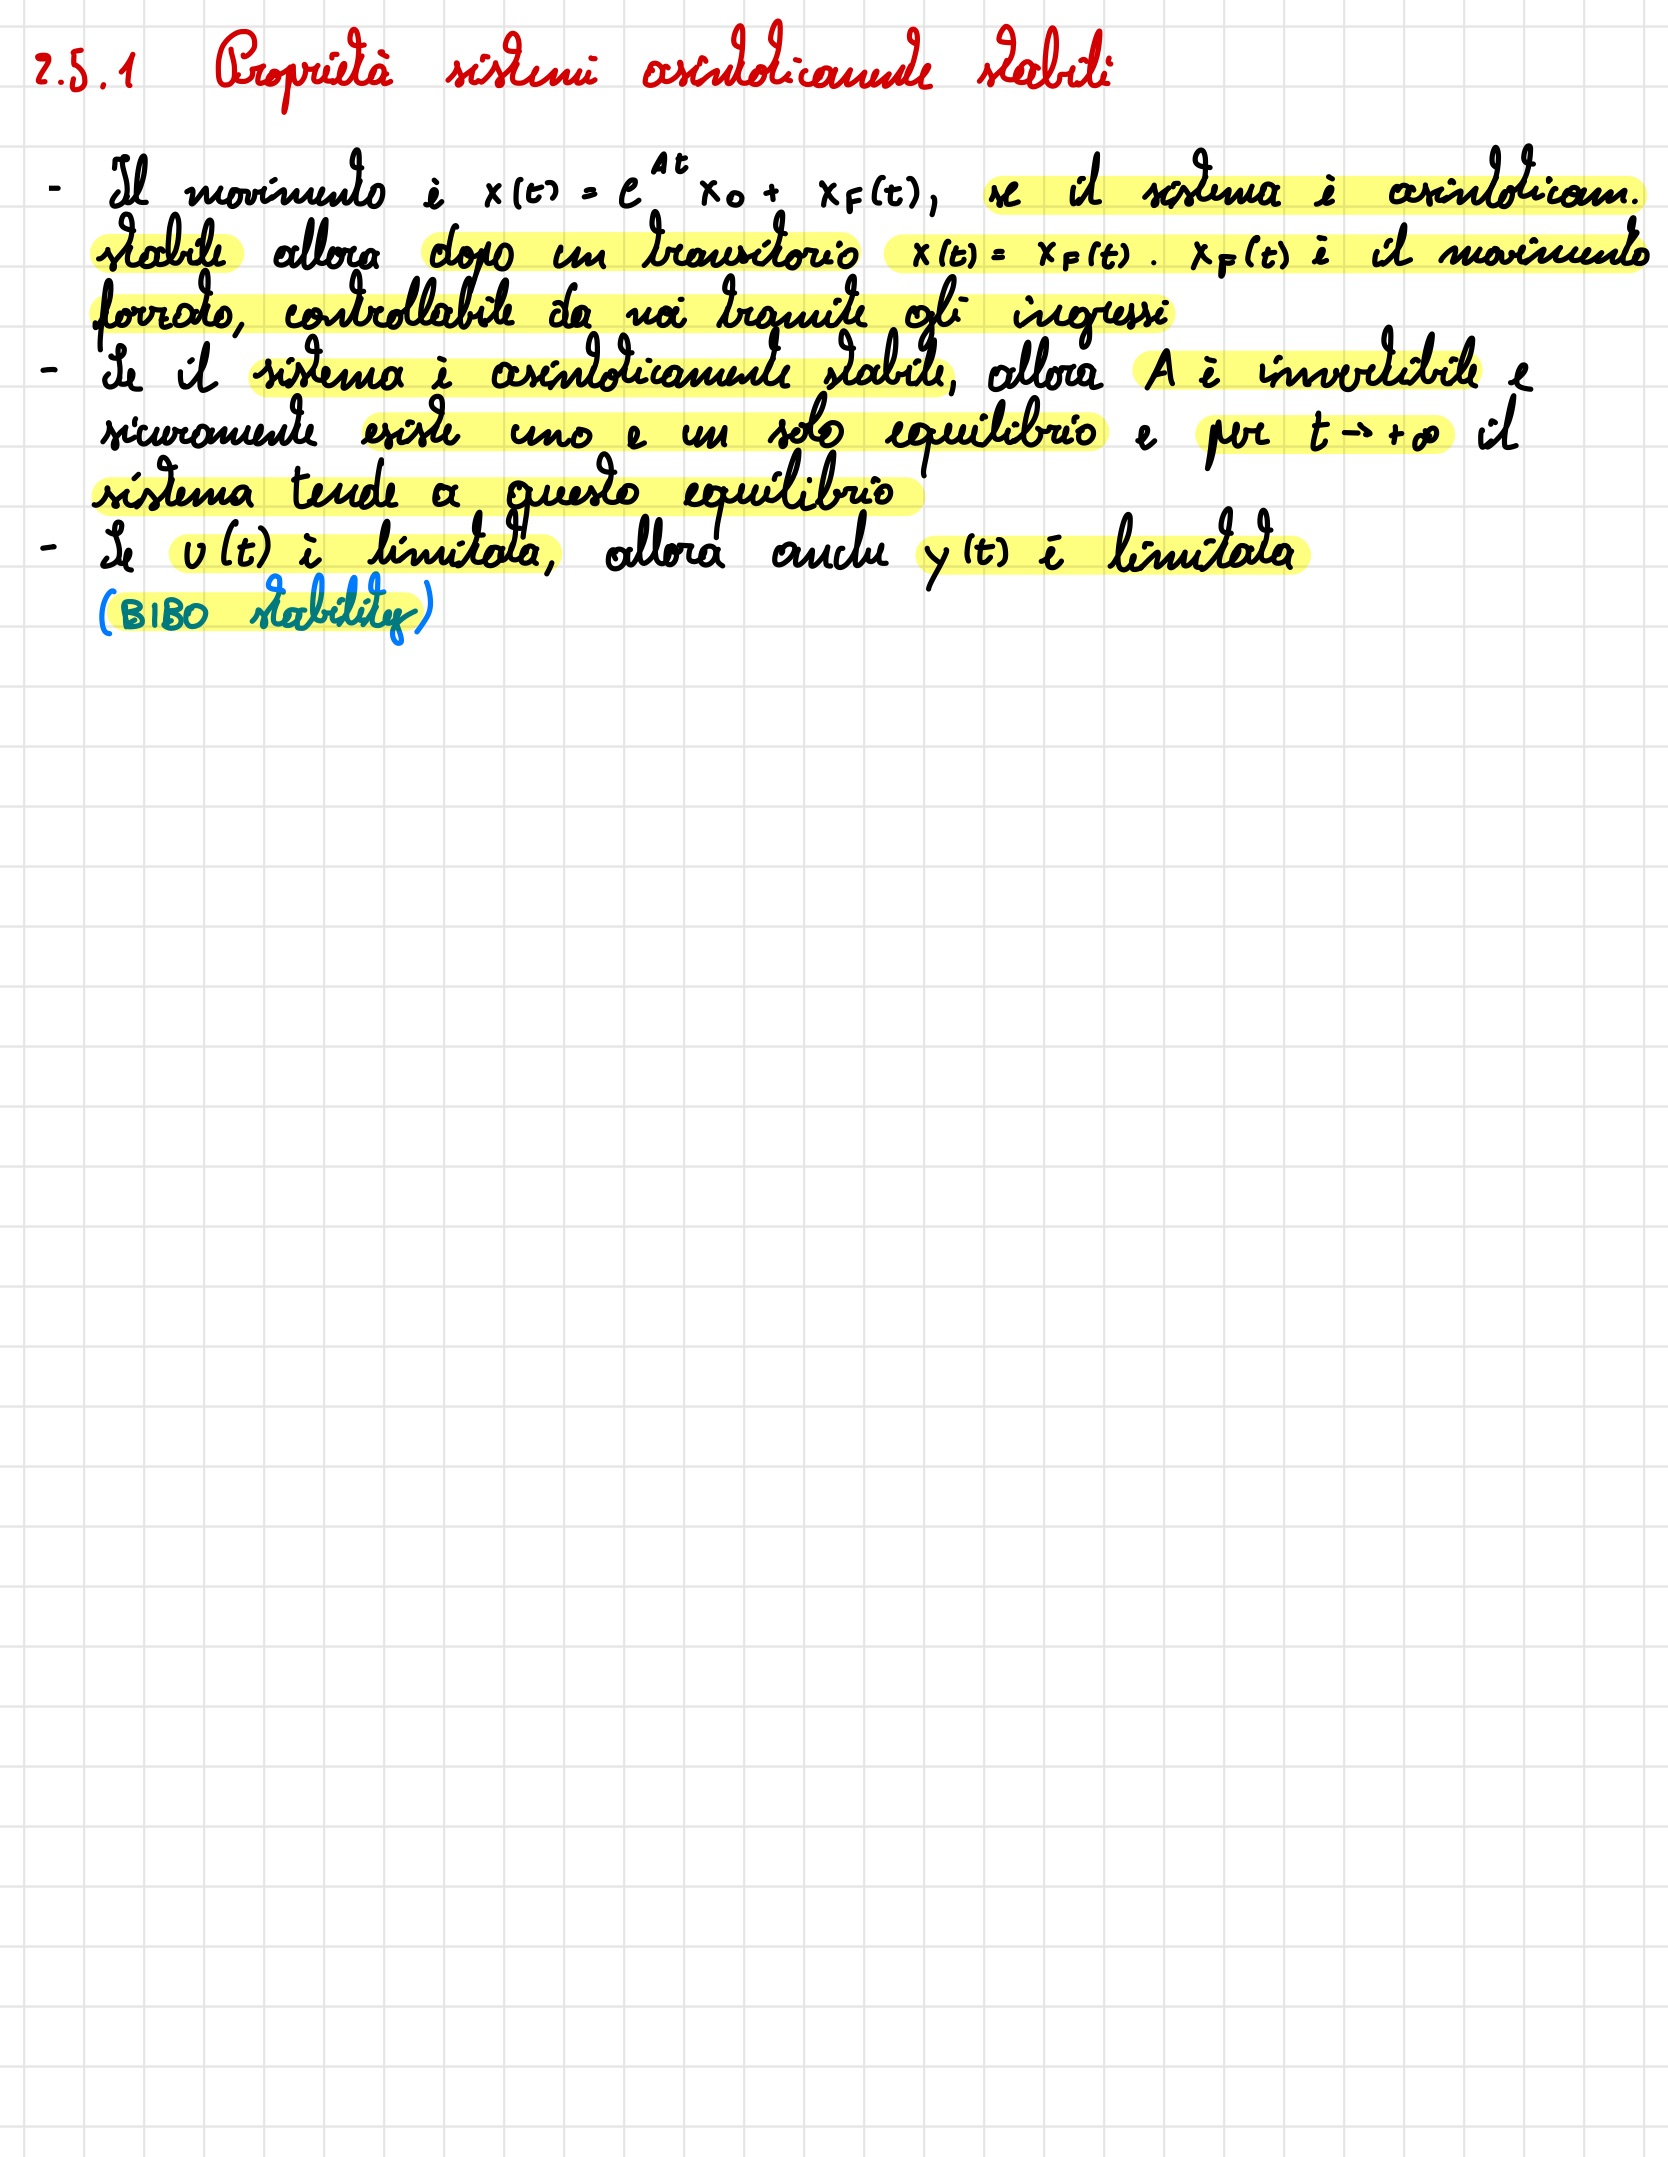 2.5.1 Proprietà sistemi asintoticamente stabili
- Il movimento è x(t) = e^{At} x_0 + x_F(t), se il sistema è asintoticam.
stabile allora dopo un transitorio x(t) = x_F(t). x_F(t) è il movimento
forzato, controllabile da noi tramite gli ingressi
- Se il sistema è asintoticamente stabile, allora A è invertibile e
sicuramente esiste uno e un solo equilibrio e per t → +∞ il
sistema tende a questo equilibrio
- Se u(t) è limitata, allora anche y(t) è limitata
(BIBO stability)